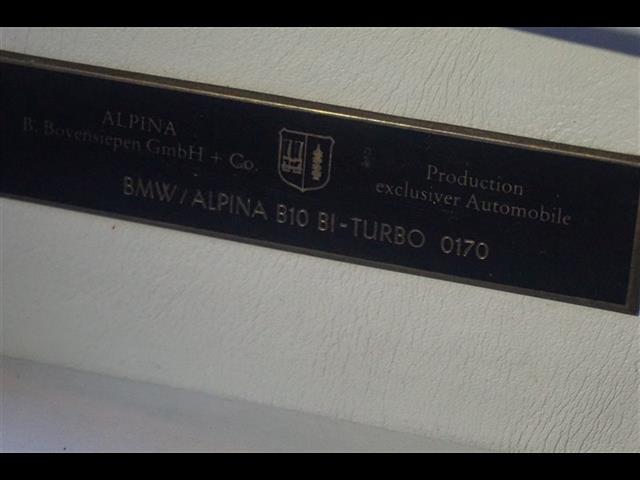 ALPINA
B. Bovensiepen GmbH + Co.
Production
exclusiver Automobile
BMW/ALPINA B10 BI-TURBO 0170